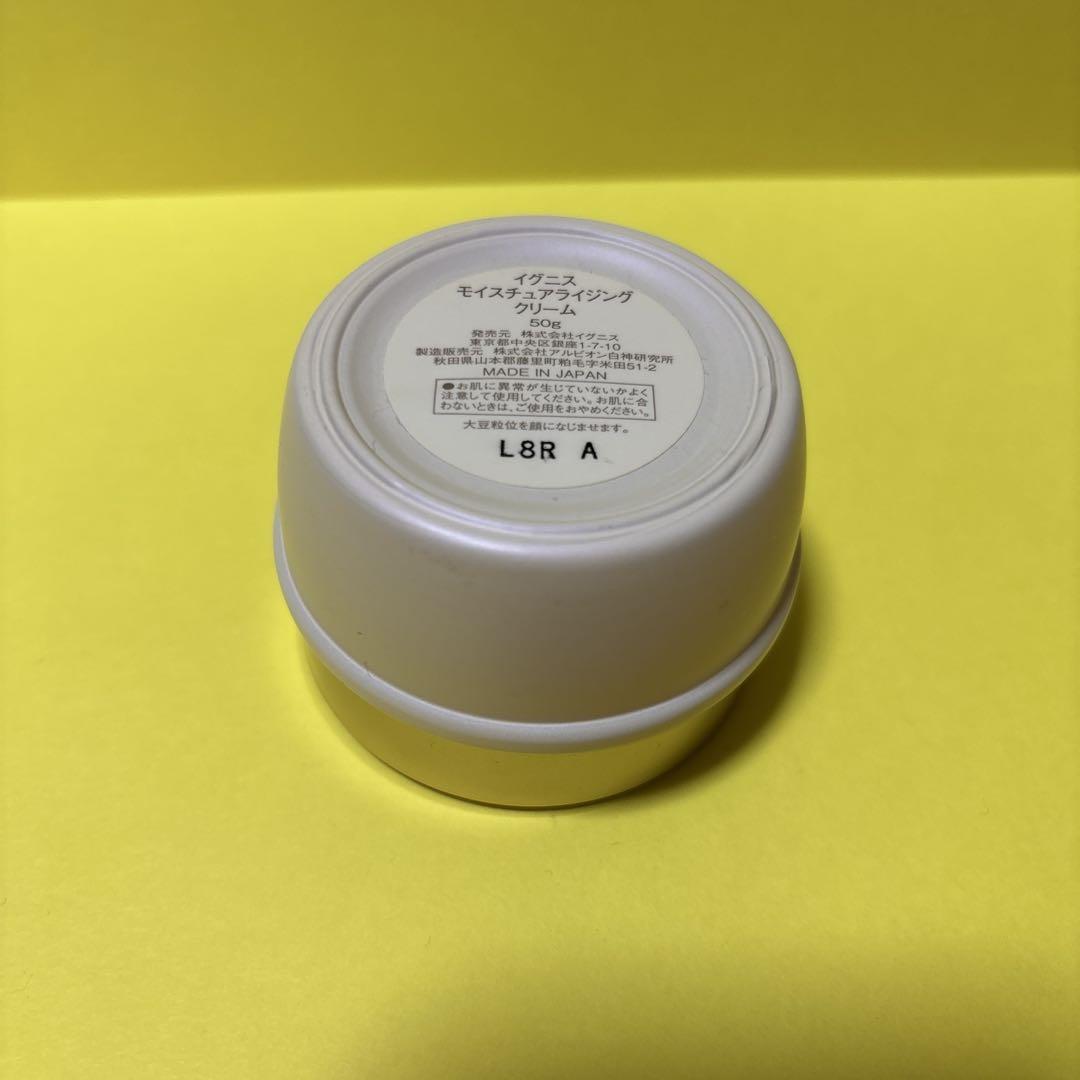 イグニス
モイスチュアライジング
クリーム
50g
発売元 株式会社イグニス
東京都中央区銀座1-7-10
製造販売元 株式会社アルビオン白神研究所
秋田県山本郡藤里町粕毛字米田51-2
MADE IN JAPAN
●お肌に異常が生じていないかよく
注意して使用してください。お肌に合
わないときは、ご使用をおやめください。
大豆粒位を顔になじませます。
L8R A